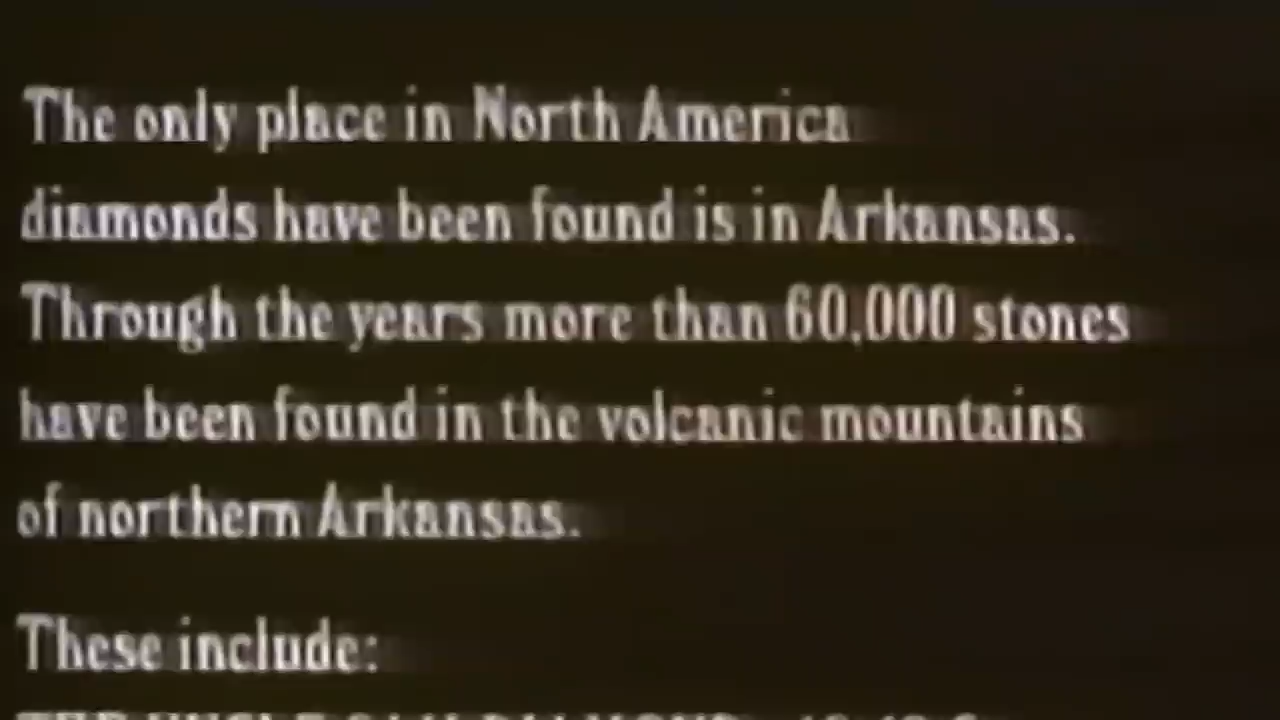 The only place in North America
diamonds have been found is in Arkansas.
Through the years more than 60,000 stones
have been found in the volcanic mountains
of northern Arkansas.
These include: